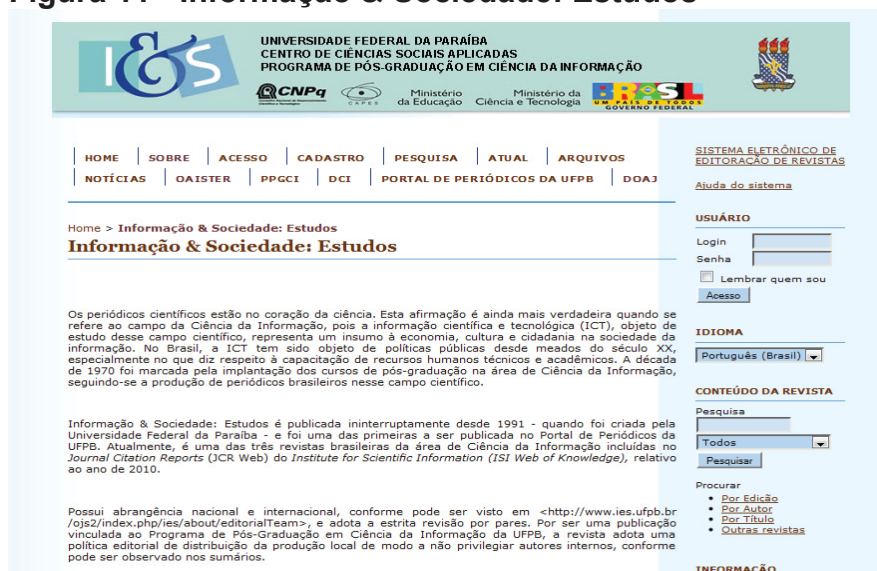 Figura 11 - Informação & Sociedade: Estudos
I&S
UNIVERSIDADE FEDERAL DA PARAÍBA
CENTRO DE CIÊNCIAS SOCIAIS APLICADAS
PROGRAMA DE PÓS-GRADUAÇÃO EM CIÊNCIA DA INFORMAÇÃO
CNPq
CAPES
Ministério da Educação
Ministério da Ciência e Tecnologia
BRASIL
UM PAÍS DE TODOS
GOVERNO FEDERAL
HOME SOBRE ACESSO CADASTRO PESQUISA ATUAL ARQUIVOS
NOTÍCIAS OAISTER PPGCI DCI PORTAL DE PERIÓDICOS DA UFPB DOAJ
Home > Informação & Sociedade: Estudos
Informação & Sociedade: Estudos
Os periódicos científicos estão no coração da ciência. Esta afirmação é ainda mais verdadeira quando se
refere ao campo da Ciência da Informação, pois a informação científica e tecnológica (ICT), objeto de
estudo desse campo científico, representa um insumo à economia, cultura e cidadania na sociedade da
informação. No Brasil, a ICT tem sido objeto de políticas públicas desde meados do século XX,
especialmente no que diz respeito à capacitação de recursos humanos técnicos e acadêmicos. A década
de 1970 foi marcada pela implantação dos cursos de pós-graduação na área de Ciência da Informação,
seguindo-se a produção de periódicos brasileiros nesse campo científico.
Informação & Sociedade: Estudos é publicada ininterruptamente desde 1991 - quando foi criada pela
Universidade Federal da Paraíba - e foi uma das primeiras a ser publicada no Portal de Periódicos da
UFPB. Atualmente, é uma das três revistas brasileiras da área de Ciência da Informação incluídas no
Journal Citation Reports (JCR Web) do Institute for Scientific Information (ISI Web of Knowledge), relativo
ao ano de 2010.
Possui abrangência nacional e internacional, conforme pode ser visto em <http://www.ies.ufpb.br
/ojs2/index.php/ies/about/editorialTeam>, e adota a estrita revisão por pares. Por ser uma publicação
vinculada ao Programa de Pós-Graduação em Ciência da Informação da UFPB, a revista adota uma
política editorial de distribuição da produção local de modo a não privilegiar autores internos, conforme
pode ser observado nos sumários.
SISTEMA ELETRÔNICO DE
EDITORAÇÃO DE REVISTAS
Ajuda do sistema
USUÁRIO
Login
Senha
Lembrar quem sou
Acesso
IDIOMA
Português (Brasil)
CONTEÚDO DA REVISTA
Pesquisa
Todos
Pesquisar
Procurar
Por Edição
Por Autor
Por Título
Outras revistas
INFORMAÇÃO